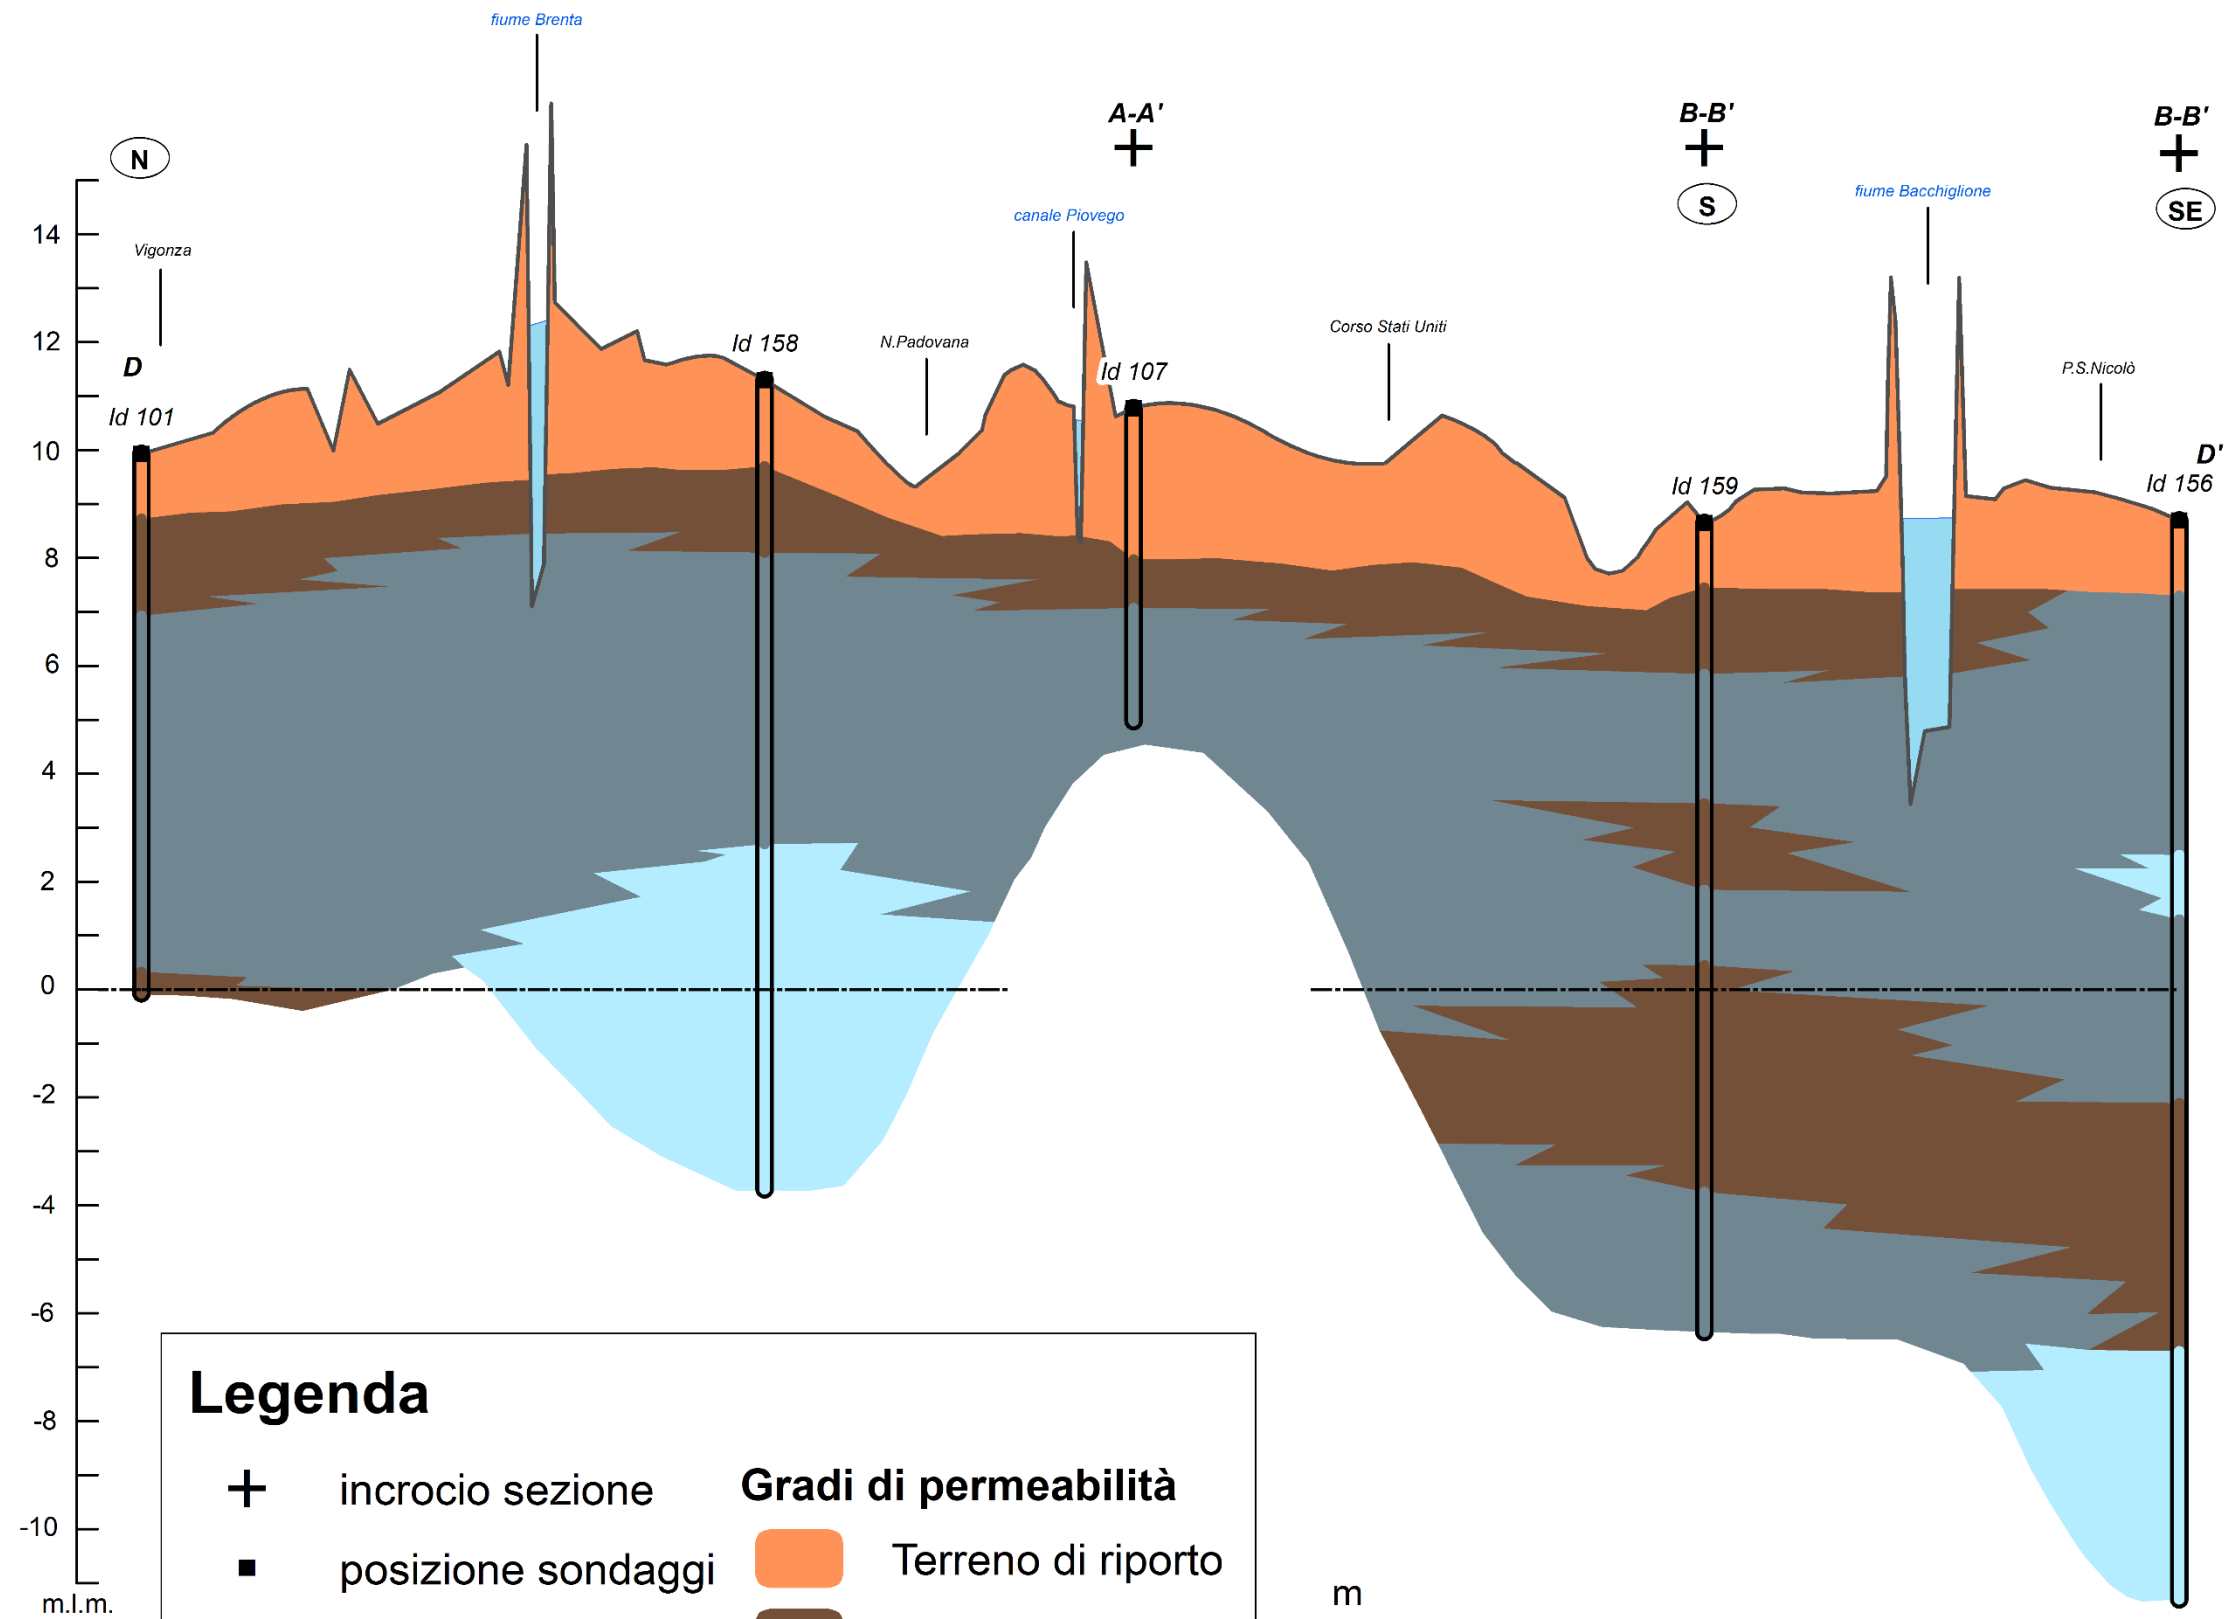 fiume Brenta
A-A'
B-B'
B-B'
N
S
SE
canale Piovego
fiume Bacchiglione
Vigonza
Corso Stati Uniti
N.Padovana
P.S.Nicolò
D
D'
Id 101
Id 158
Id 107
Id 159
Id 156
14
12
10
8
6
4
2
0
-2
-4
-6
-8
-10
m.l.m.
m
Legenda
incrocio sezione
posizione sondaggi
Gradi di permeabilità
Terreno di riporto